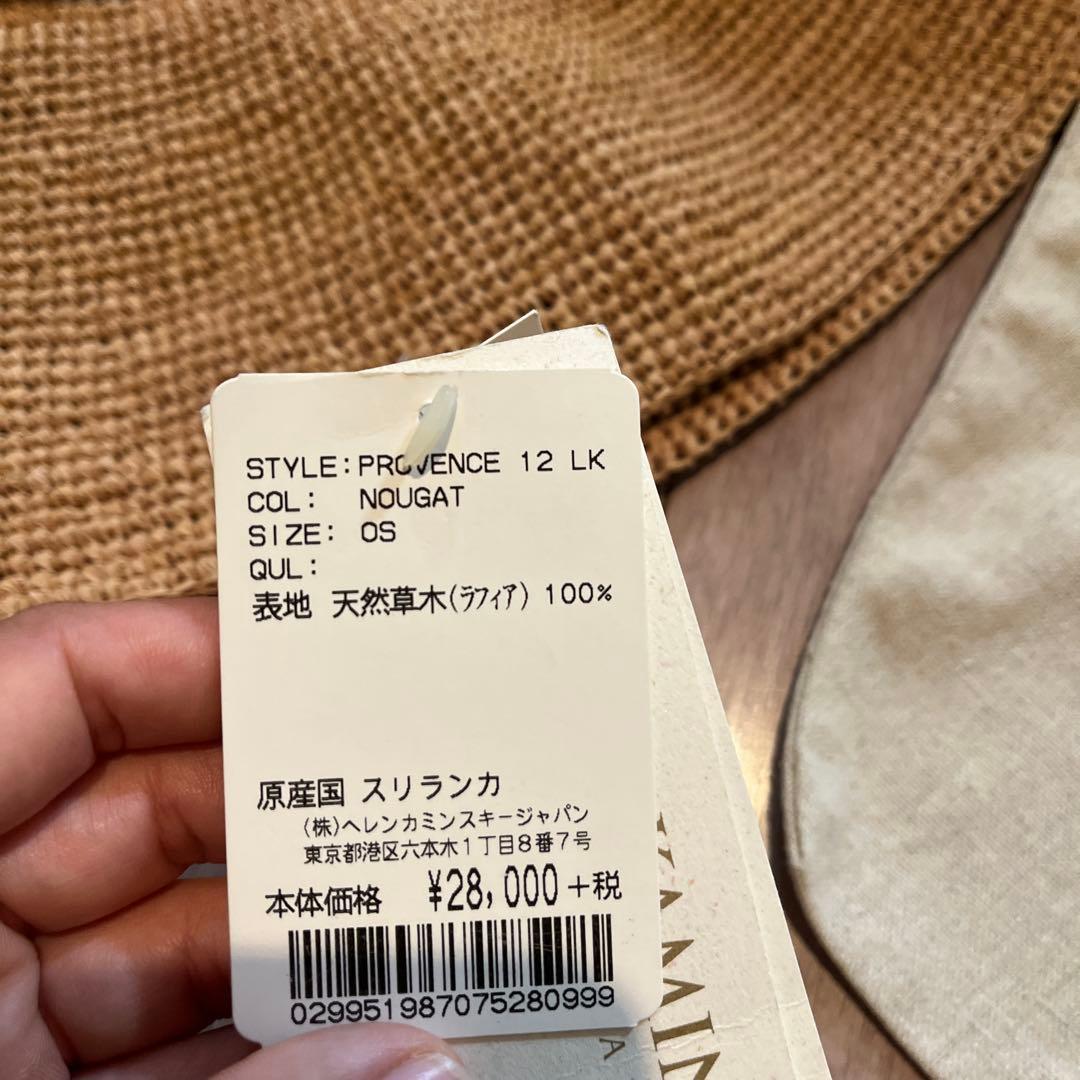 STYLE: PROVENCE 12 LK
COL: NOUGAT
SIZE: OS
QUL:
表地 天然草木(ラフィア) 100%
原産国 スリランカ
(株)ヘレンカミンスキージャパン
東京都港区六本木1丁目8番7号
本体価格 ¥28,000+税
029951987075280999
KAMIN
A